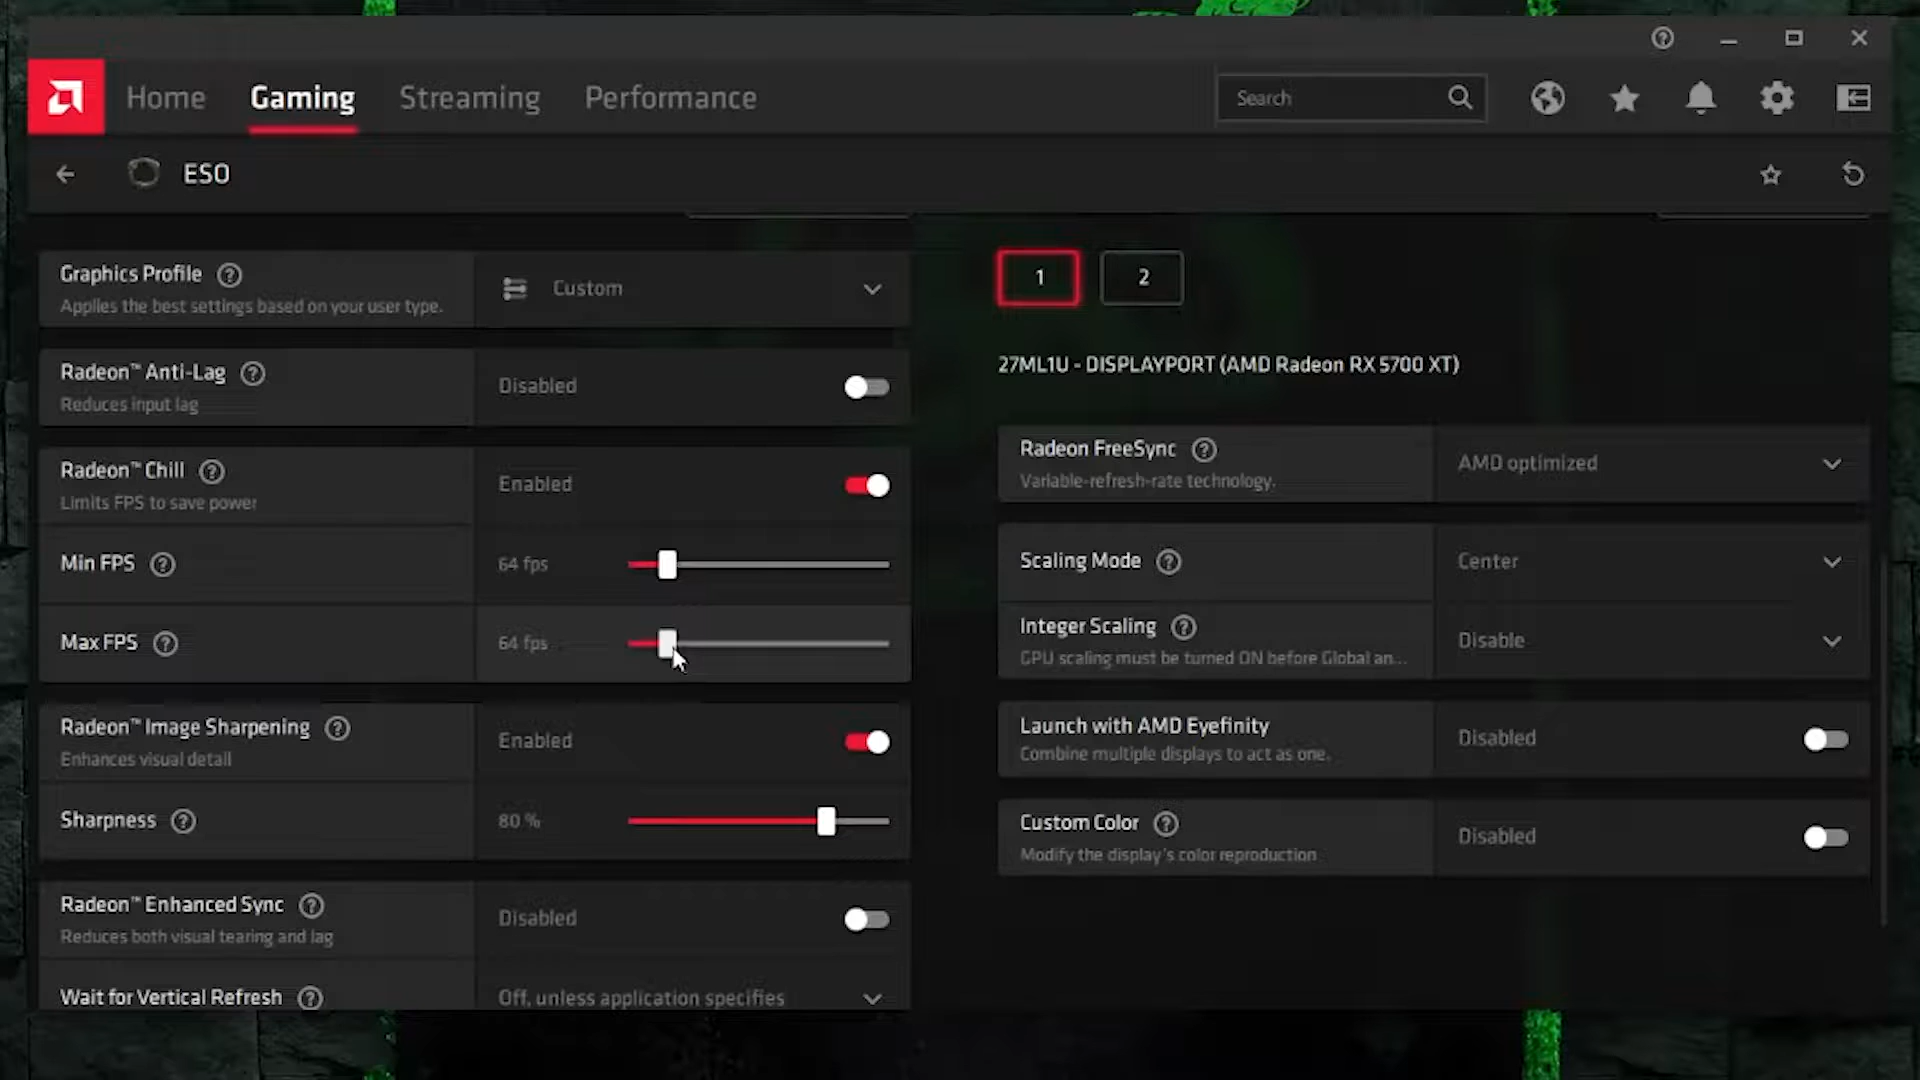 Home
Gaming
Streaming
Performance
Search
ESO
Graphics Profile
Applies the best settings based on your user type.
Custom
Radeon™ Anti-Lag
Reduces input lag
Disabled
Radeon™ Chill
Limits FPS to save power
Enabled
Min FPS
64 fps
Max FPS
64 fps
Radeon™ Image Sharpening
Enhances visual detail
Enabled
Sharpness
80 %
Radeon™ Enhanced Sync
Reduces both visual tearing and lag
Disabled
Wait for Vertical Refresh
Off, unless application specifies
1
2
27ML1U - DISPLAYPORT (AMD Radeon RX 5700 XT)
Radeon FreeSync
Variable-refresh-rate technology.
AMD optimized
Scaling Mode
Center
Integer Scaling
GPU scaling must be turned ON before Global an...
Disable
Launch with AMD Eyefinity
Combine multiple displays to act as one.
Disabled
Custom Color
Modify the display's color reproduction
Disabled